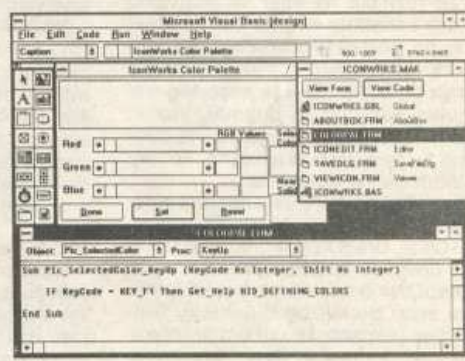 Microsoft Visual Basic [design]
File Edit Code Run Window Help
Caption IconWorks Color Palette
IconWorks Color Palette
RGB Values
Red
Green
Blue
Done Set Reset
ICONWRKS.MAK
View Form View Code
ICONWRKS.GBL Global
ABOUTBOX.FRM AboutBox
COLORPAL.FRM
ICONEDIT.FRM Editor
SAVEDLG.FRM SaveFileDlg
VIEWICON.FRM Viewer
ICONWRKS.BAS
COLORPAL.FRM
Object: Pic_SelectedColor Proc: KeyUp
Sub Pic_SelectedColor_KeyUp (KeyCode As Integer, Shift As Integer)
IF KeyCode = KEY_F1 Then Get_Help HID_DEFINING_COLORS
End Sub